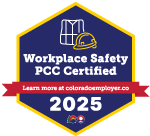 Workplace Safety
PCC Certified
Learn more at coloradoemployer.co
2025